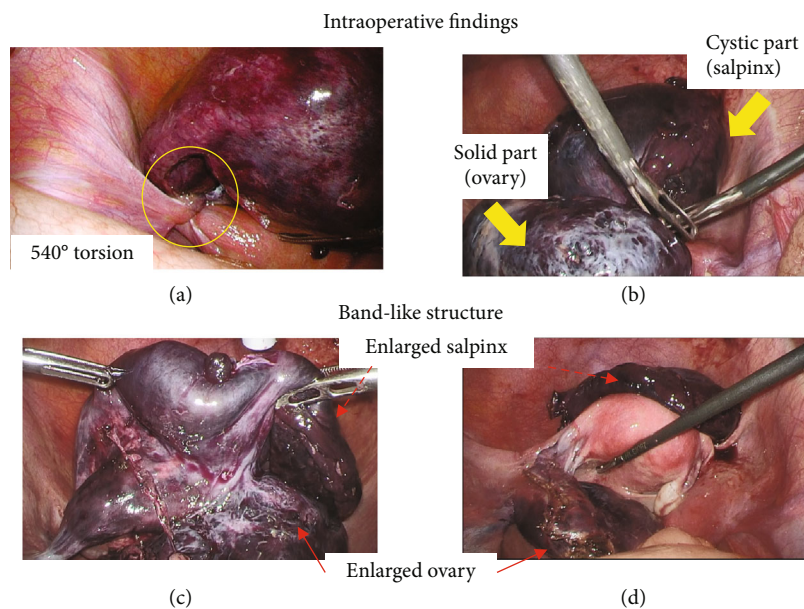 Intraoperative findings
540° torsion
(a)
Cystic part
(salpinx)
Solid part
(ovary)
(b)
Band-like structure
Enlarged salpinx
Enlarged ovary
(c)
(d)